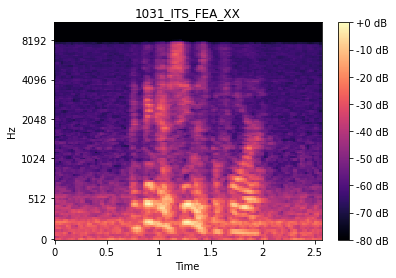 1031_ITS_FEA_XX
+0 dB
8192
-10 dB
4096
-20 dB
-30 dB
2048
-40 dB
Hz
1024
-50 dB
512
-60 dB
-70 dB
0
-80 dB
0 0.5 1 1.5 2 2.5
Time